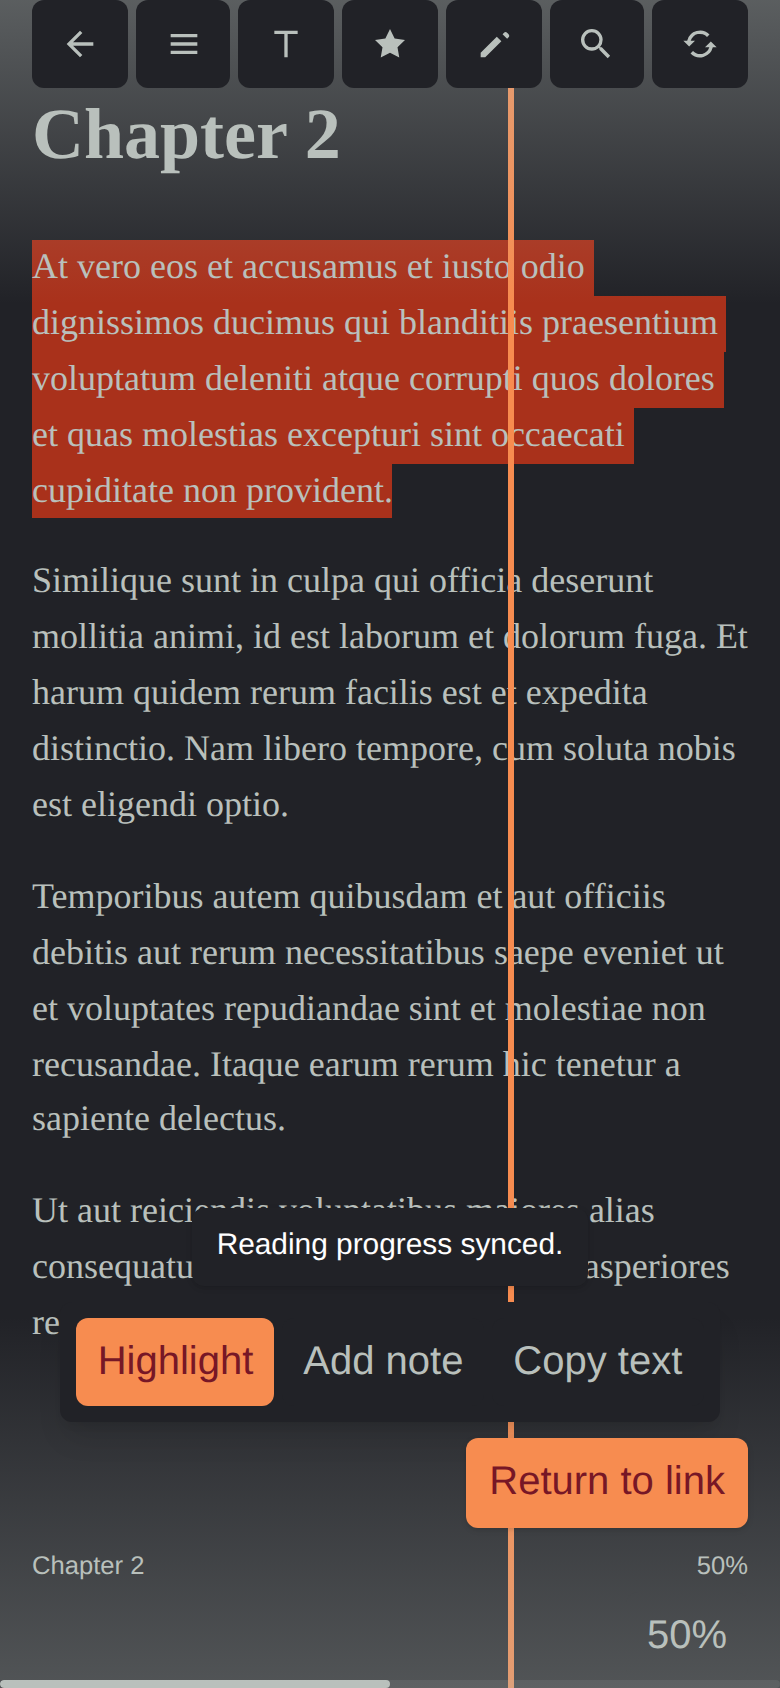 Chapter 2
At vero eos et accusamus et iusto odio
dignissimos ducimus qui blanditiis praesentium
voluptatum deleniti atque corrupti quos dolores
et quas molestias excepturi sint occaecati
cupiditate non provident.
Similique sunt in culpa qui officia deserunt
mollitia animi, id est laborum et dolorum fuga. Et
harum quidem rerum facilis est et expedita
distinctio. Nam libero tempore, cum soluta nobis
est eligendi optio.
Temporibus autem quibusdam et aut officiis
debitis aut rerum necessitatibus saepe eveniet ut
et voluptates repudiandae sint et molestiae non
recusandae. Itaque earum rerum hic tenetur a
sapiente delectus.
Ut aut reiciendis voluptatibus maiores alias
Reading progress synced.
asperiores
re
Highlight Add note Copy text
Return to link
Chapter 2 50%
50%